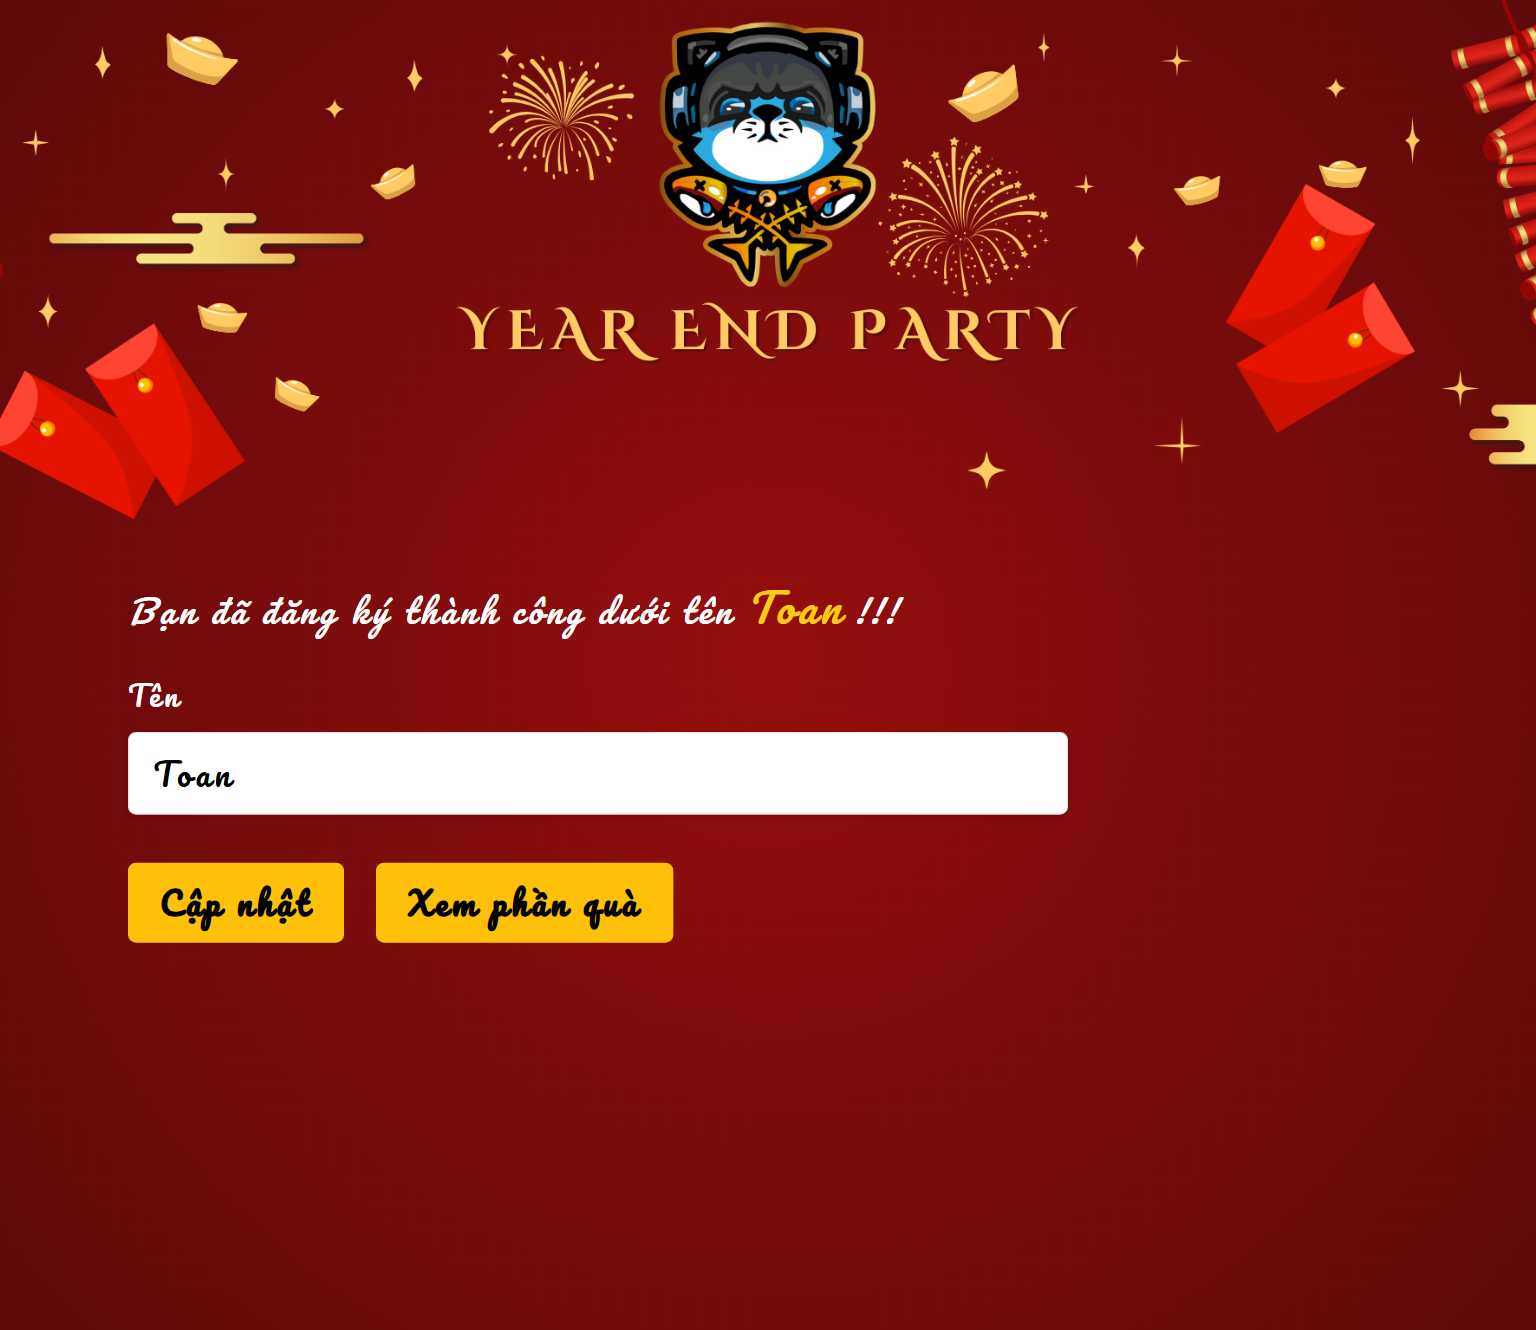 YEAR END PARTY
Bạn đã đăng ký thành công dưới tên Toan !!!
Tên
Toan
Cập nhật
Xem phần quà